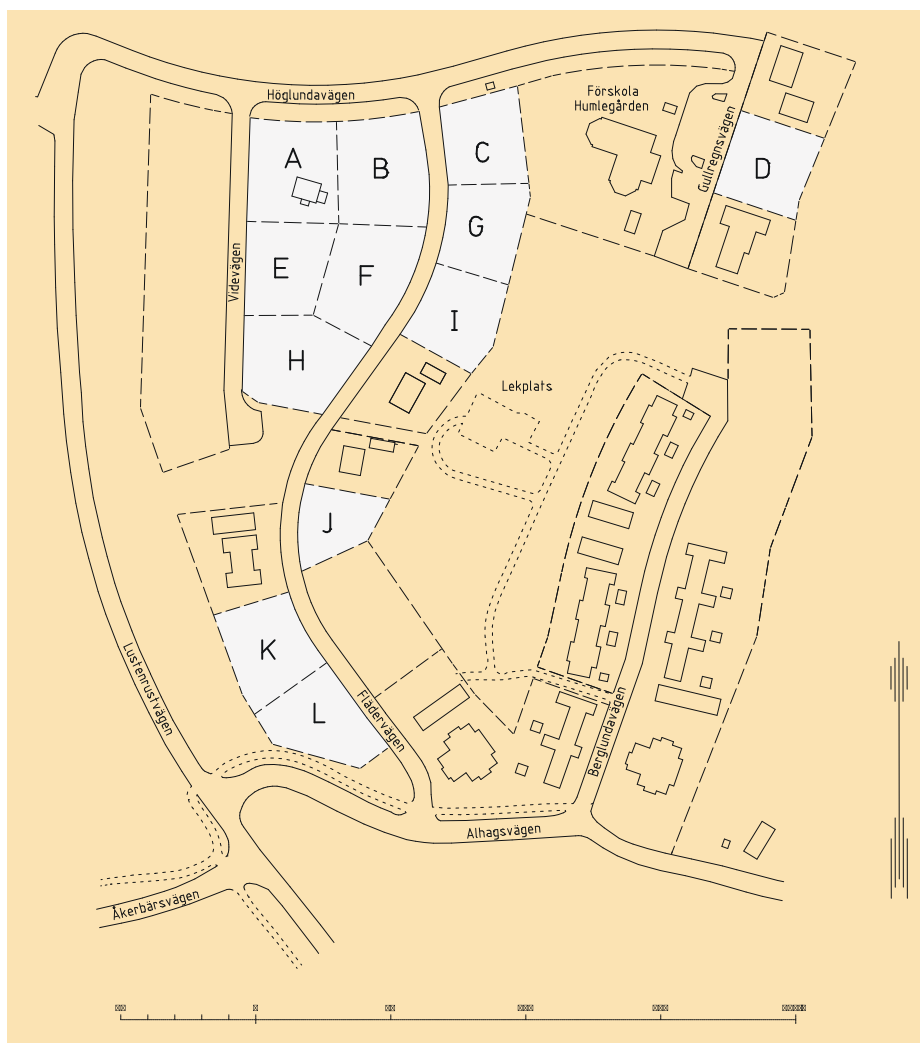 Höglundavägen
Förskola
Humlegården
Gullregnsvägen
A
B
C
D
G
E
F
Videvägen
I
H
Lekplats
J
K
L
Lustenrustvägen
Flädervägen
Berglundavägen
Alhagsvägen
Åkerbärsvägen